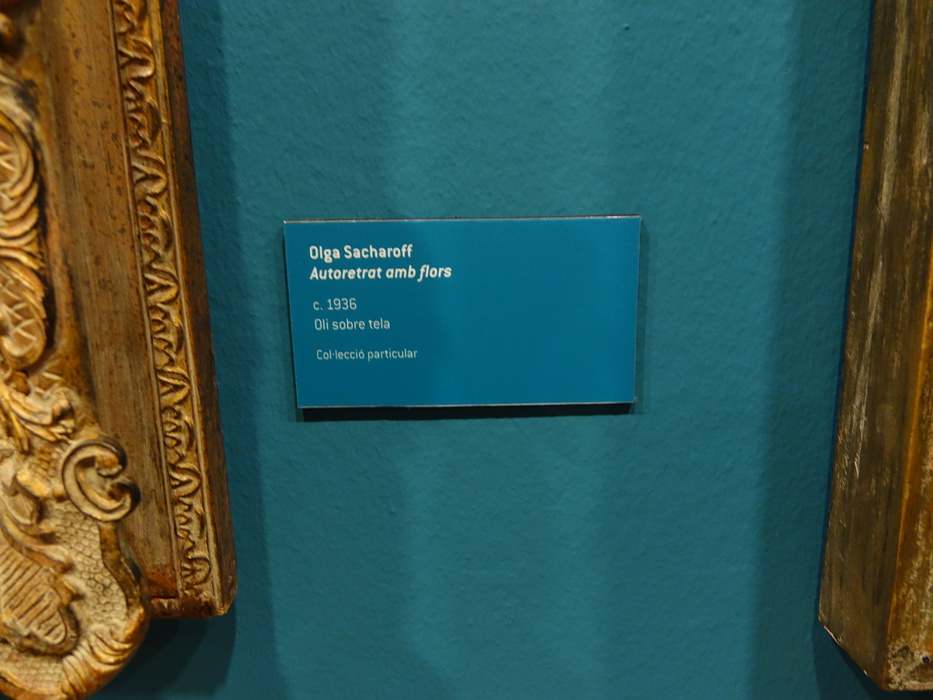 Olga Sacharoff
Autoretrat amb flors
c. 1936
Oli sobre tela
Col·lecció particular